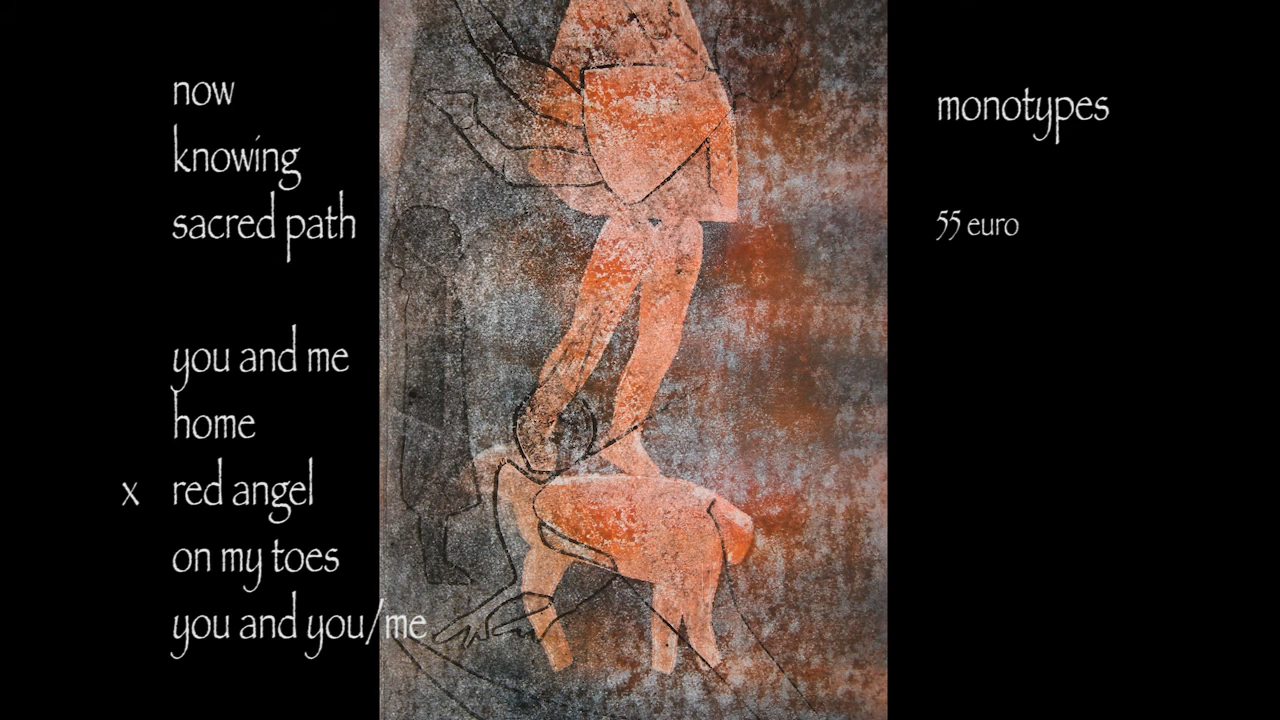 now
knowing
sacred path
you and me
home
x red angel
on my toes
you and you/me
monotypes
55 euro